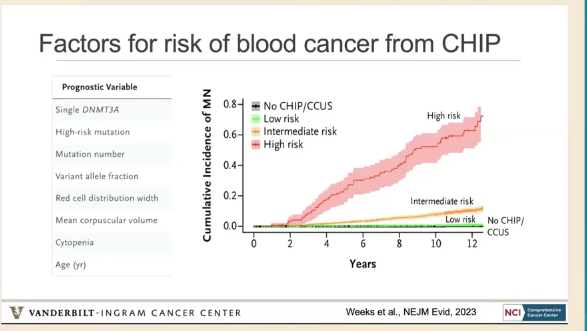 Factors for risk of blood cancer from CHIP
Prognostic Variable
Single DNMT3A
High-risk mutation
Mutation number
Variant allele fraction
Red cell distribution width
Mean corpuscular volume
Cytopenia
Age (yr)
Cumulative Incidence of MN
0.8
0.6
0.4
0.2
0.0
No CHIP/CCUS
Low risk
Intermediate risk
High risk
High risk
Intermediate risk
Low risk
No CHIP/
CCUS
0 2 4 6 8 10 12
Years
VANDERBILT-INGRAM CANCER CENTER
Weeks et al., NEJM Evid, 2023
NCI
Comprehensive
Cancer Center